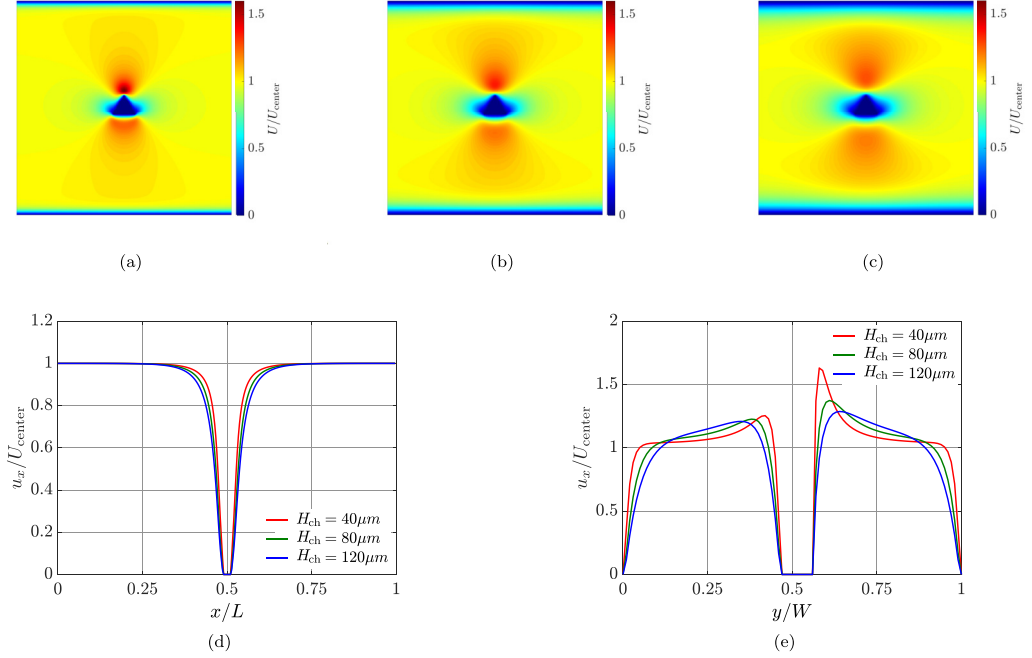 1.5
1
0.5
0
U/U_center
1.5
1
0.5
0
U/U_center
1.5
1
0.5
0
U/U_center
(a)
(b)
(c)
1.2
1
0.8
0.6
0.4
0.2
0
u_x/U_center
H_ch = 40μm
H_ch = 80μm
H_ch = 120μm
0 0.25 0.5 0.75 1
x/L
(d)
2
1.5
1
0.5
0
u_x/U_center
H_ch = 40μm
H_ch = 80μm
H_ch = 120μm
0 0.25 0.5 0.75 1
y/W
(e)